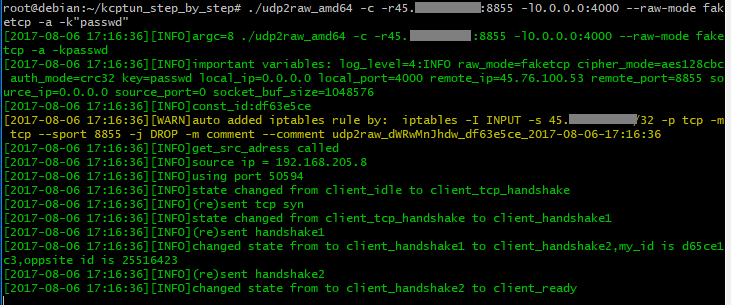 root@debian:~/kcptun_step_by_step# ./udp2raw_amd64 -c -r45. :8855 -l0.0.0.0:4000 --raw-mode fak
etcp -a -k"passwd"
[2017-08-06 17:16:36][INFO]argc=8 ./udp2raw_amd64 -c -r45. :8855 -l0.0.0.0:4000 --raw-mode fake
tcp -a -kpasswd
[2017-08-06 17:16:36][INFO]important variables: log_level=4:INFO raw_mode=faketcp cipher_mode=aes128cbc
 auth_mode=crc32 key=passwd local_ip=0.0.0.0 local_port=4000 remote_ip=45.76.100.53 remote_port=8855 so
urce_ip=0.0.0.0 source_port=0 socket_buf_size=1048576
[2017-08-06 17:16:36][INFO]const_id:df63e5ce
[2017-08-06 17:16:36][WARN]auto added iptables rule by:  iptables -I INPUT -s 45. /32 -p tcp -m
tcp --sport 8855 -j DROP -m comment --comment udp2raw_dWRwMnJhdw_df63e5ce_2017-08-06-17:16:36
[2017-08-06 17:16:36][INFO]get_src_adress called
[2017-08-06 17:16:36][INFO]source ip = 192.168.205.8
[2017-08-06 17:16:36][INFO]using port 50594
[2017-08-06 17:16:36][INFO]state changed from client_idle to client_tcp_handshake
[2017-08-06 17:16:36][INFO](re)sent tcp syn
[2017-08-06 17:16:36][INFO]state changed from client_tcp_handshake to client_handshake1
[2017-08-06 17:16:36][INFO](re)sent handshake1
[2017-08-06 17:16:36][INFO]changed state from to client_handshake1 to client_handshake2,my_id is d65ce1
c3,oppsite id is 25516423
[2017-08-06 17:16:36][INFO](re)sent handshake2
[2017-08-06 17:16:36][INFO]changed state from to client_handshake2 to client_ready